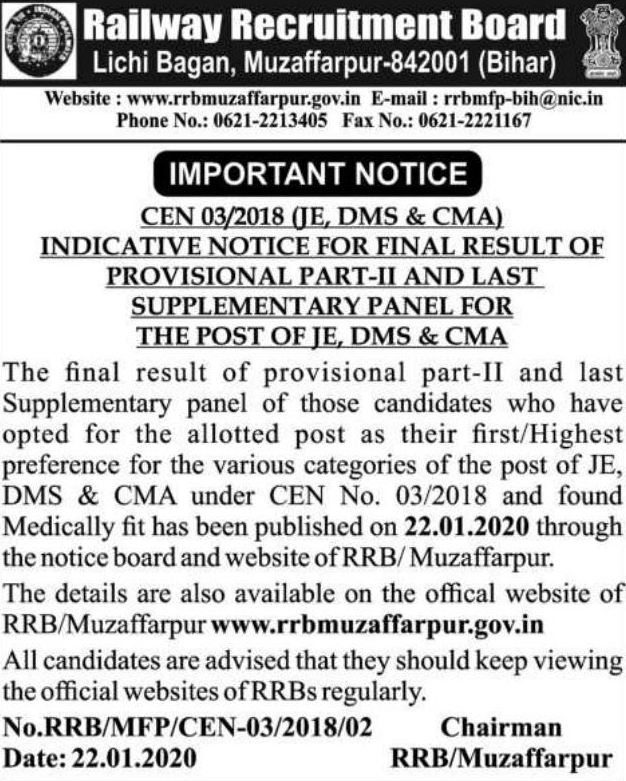 Railway Recruitment Board
Lichi Bagan, Muzaffarpur-842001 (Bihar)
Website : www.rrbmuzaffarpur.gov.in E-mail : rrbmfp-bih@nic.in
Phone No.: 0621-2213405 Fax No.: 0621-2221167
IMPORTANT NOTICE
CEN 03/2018 (JE, DMS & CMA)
INDICATIVE NOTICE FOR FINAL RESULT OF
PROVISIONAL PART-II AND LAST
SUPPLEMENTARY PANEL FOR
THE POST OF JE, DMS & CMA
The final result of provisional part-II and last
Supplementary panel of those candidates who have
opted for the allotted post as their first/Highest
preference for the various categories of the post of JE,
DMS & CMA under CEN No. 03/2018 and found
Medically fit has been published on 22.01.2020 through
the notice board and website of RRB/ Muzaffarpur.
The details are also available on the offical website of
RRB/Muzaffarpur www.rrbmuzaffarpur.gov.in
All candidates are advised that they should keep viewing
the official websites of RRBs regularly.
No.RRB/MFP/CEN-03/2018/02 Chairman
Date: 22.01.2020 RRB/Muzaffarpur